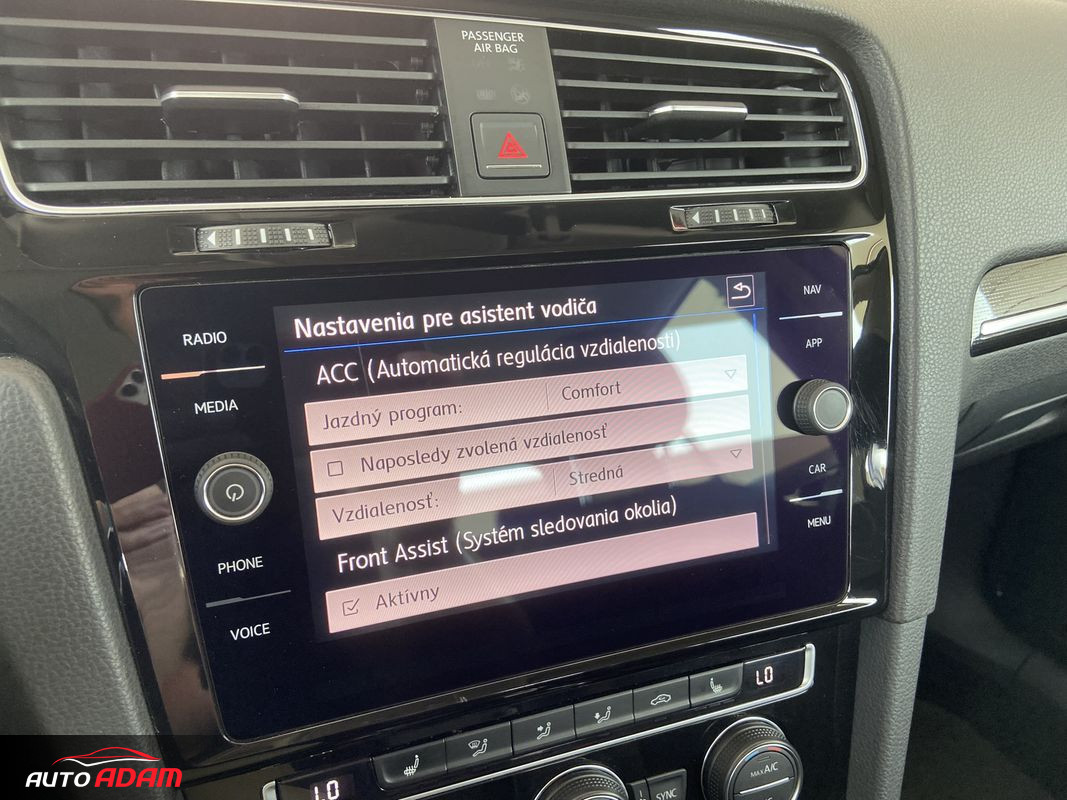 PASSENGER
AIR BAG
RADIO
MEDIA
PHONE
VOICE
Nastavenia pre asistent vodiča
ACC (Automatická regulácia vzdialenosti)
Jazdný program: Comfort
Naposledy zvolená vzdialenosť
Vzdialenosť: Stredná
Front Assist (Systém sledovania okolia)
Aktívny
NAV
APP
CAR
MENU
LO
LO
SYNC
MAX A/C
AUTO ADAM